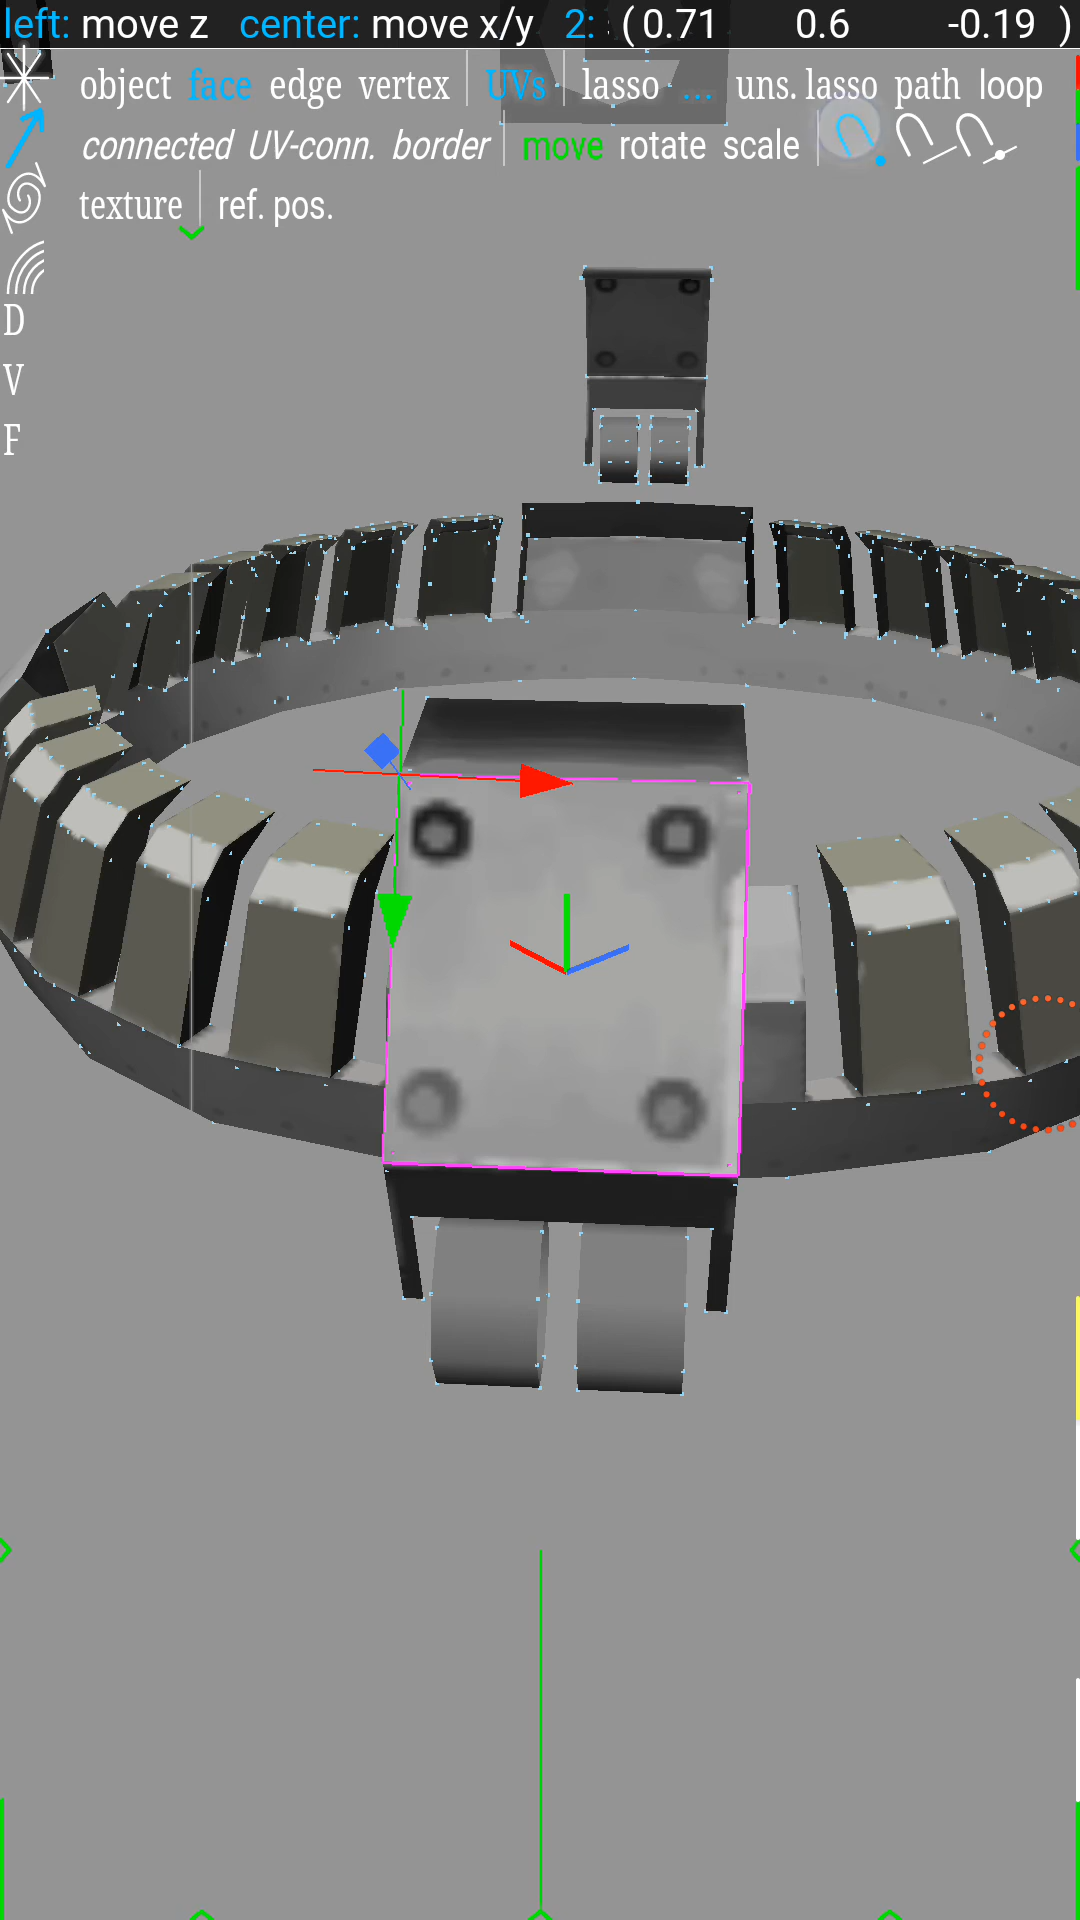 left: move z center: move x/y 2: ( 0.71 0.6 -0.19 )
object face edge vertex UVs lasso ... uns. lasso path loop
connected UV-conn. border move rotate scale
texture ref. pos.
D
V
F